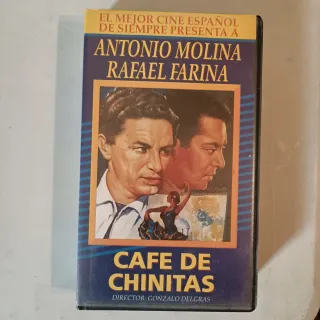 EL MEJOR CINE ESPAÑOL
DE SIEMPRE PRESENTA A
ANTONIO MOLINA
RAFAEL FARINA
CAFE DE
CHINITAS
DIRECTOR: GONZALO DELGRAS